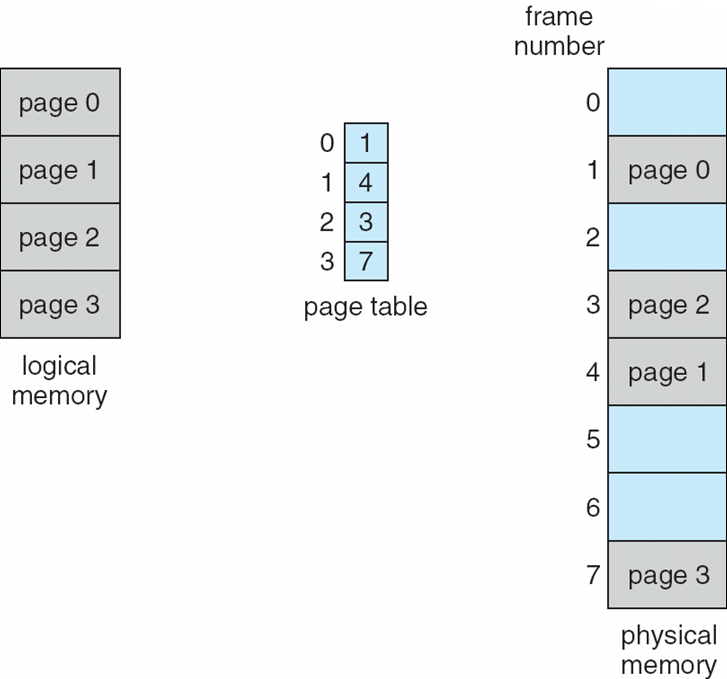 page 0
page 1
page 2
page 3
logical
memory
0 1
1 4
2 3
3 7
page table
frame
number
0
1 page 0
2
3 page 2
4 page 1
5
6
7 page 3
physical
memory